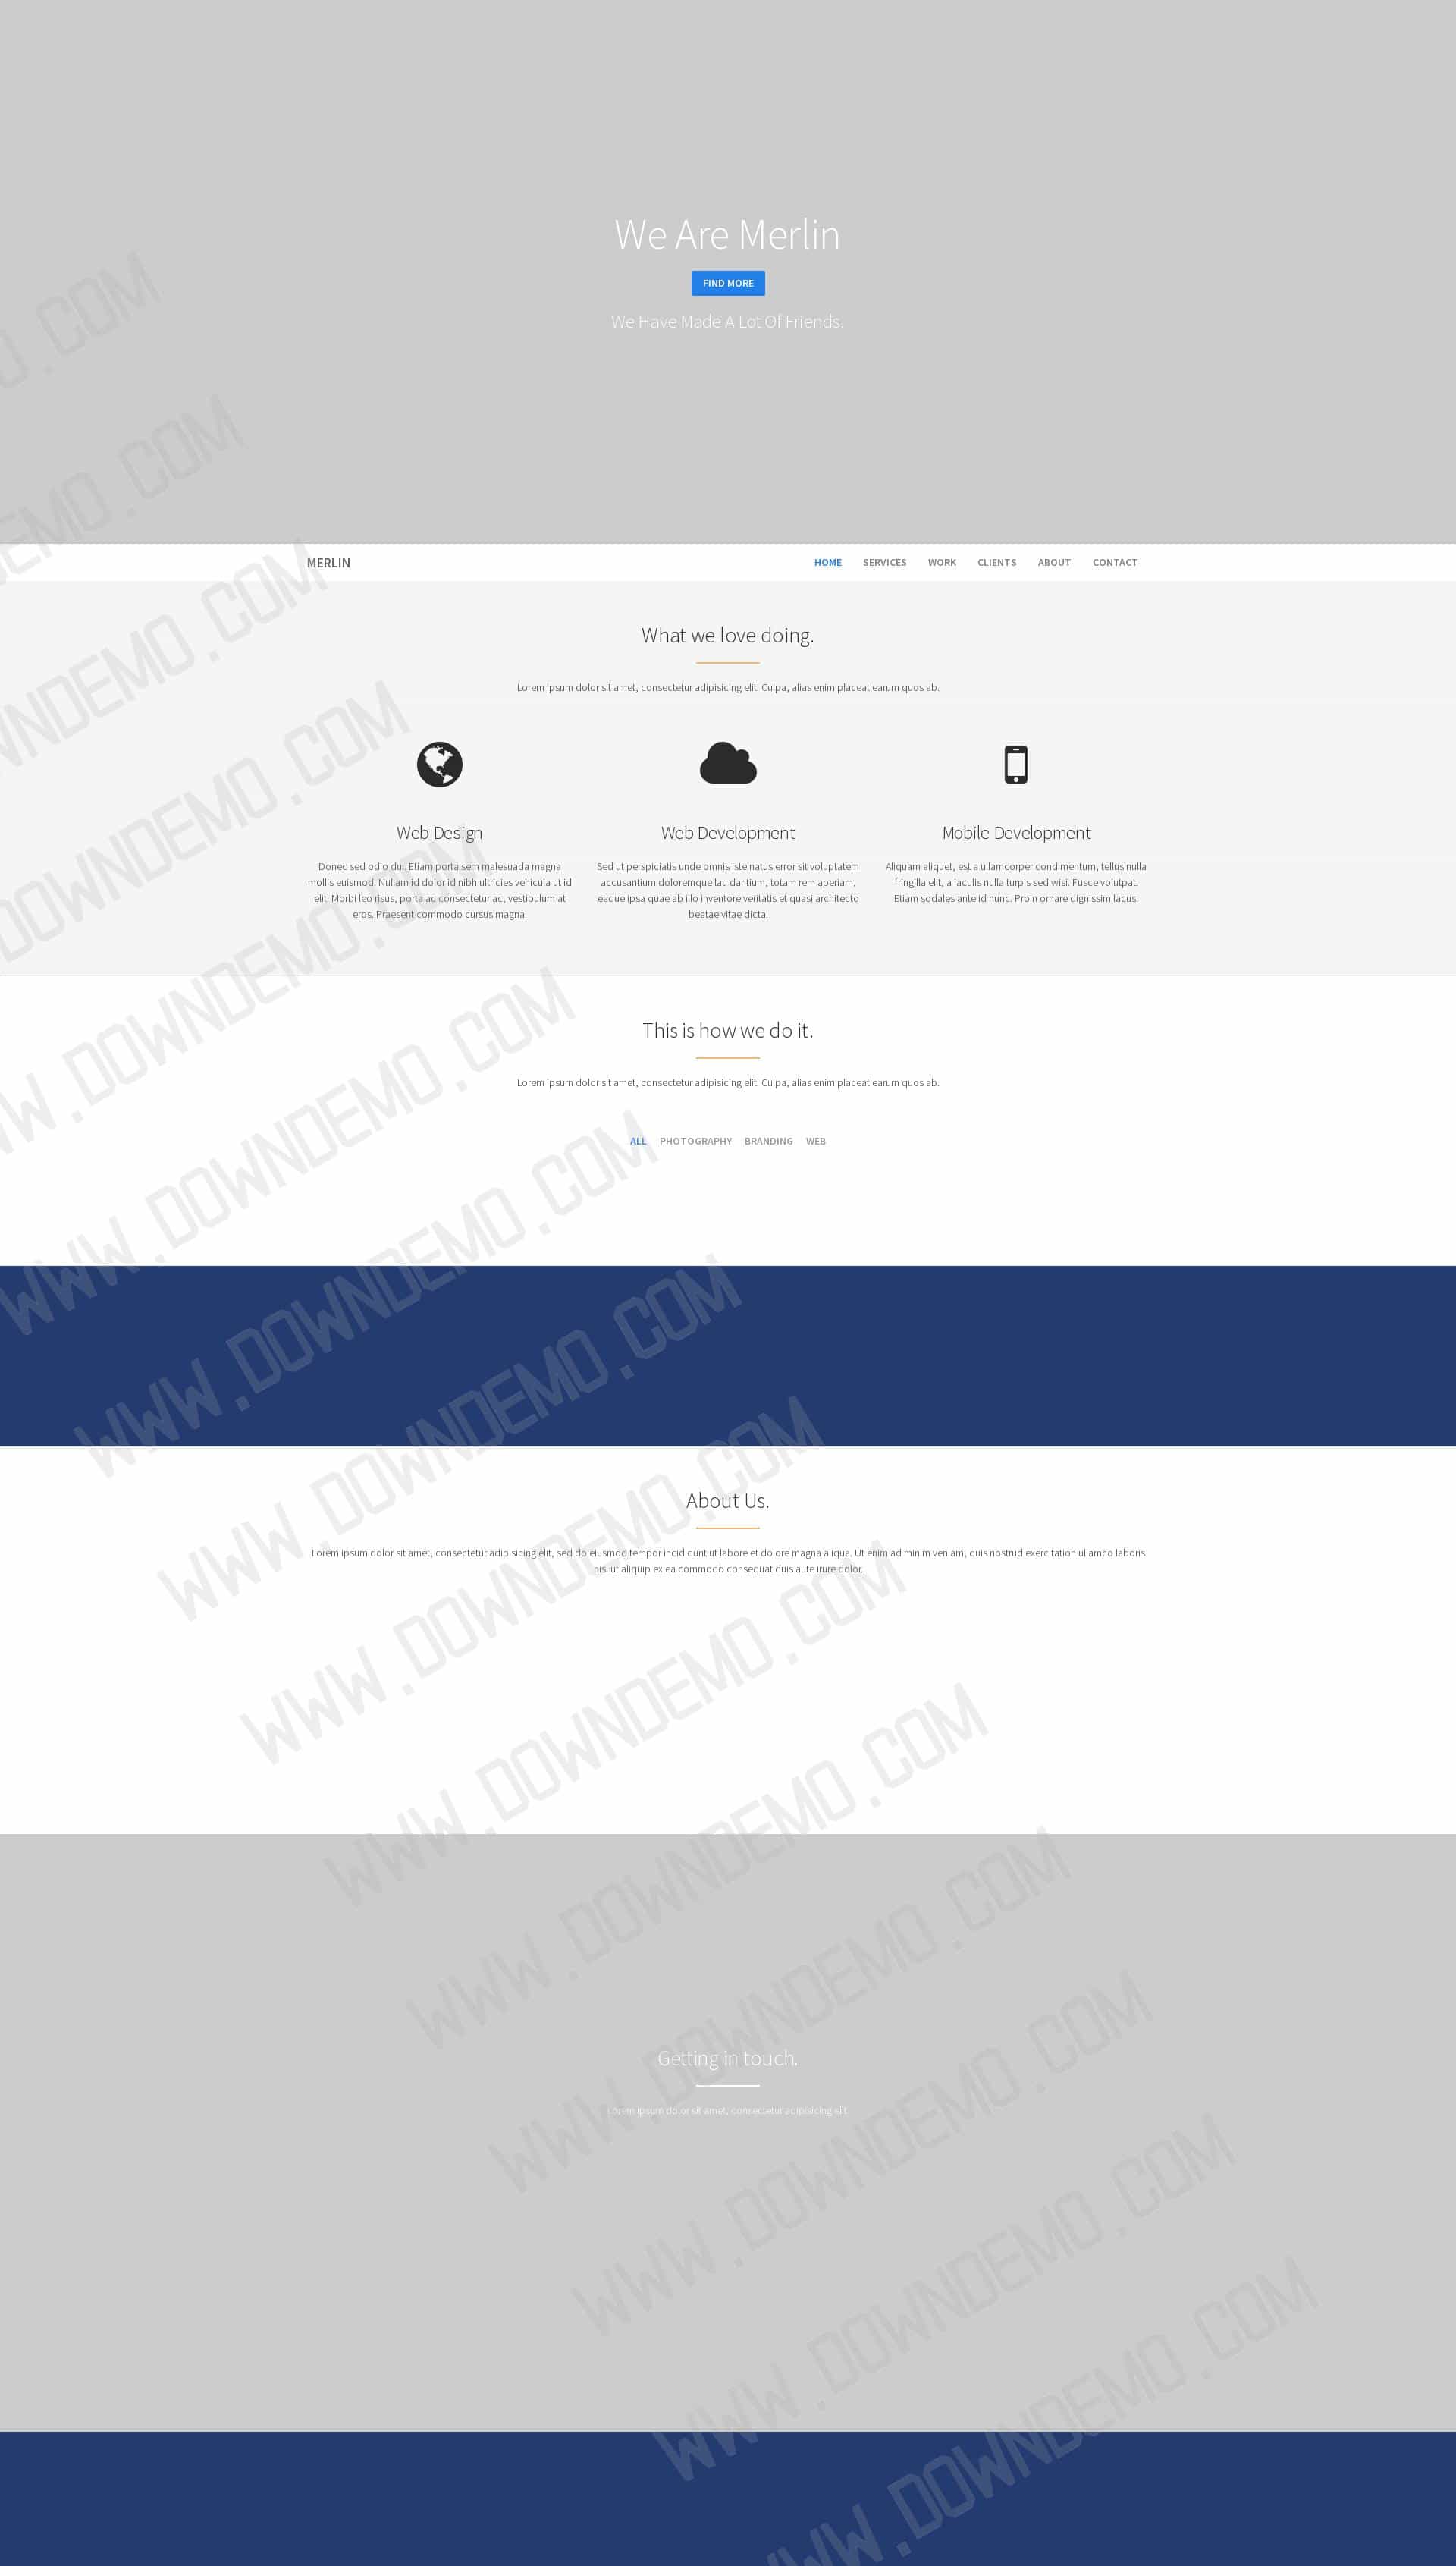 We Are Merlin
FIND MORE
We Have Made A Lot Of Friends.
MERLIN
HOME SERVICES WORK CLIENTS ABOUT CONTACT
What we love doing.
Lorem ipsum dolor sit amet, consectetur adipisicing elit. Culpa, alias enim placeat earum quos ab.
Web Design
Donec sed odio dui. Etiam porta sem malesuada magna
mollis euismod. Nullam id dolor id nibh ultricies vehicula ut id
elit. Morbi leo risus, porta ac consectetur ac, vestibulum at
eros. Praesent commodo cursus magna.
Web Development
Sed ut perspiciatis unde omnis iste natus error sit voluptatem
accusantium doloremque lau dantium, totam rem aperiam,
eaque ipsa quae ab illo inventore veritatis et quasi architecto
beatae vitae dicta.
Mobile Development
Aliquam aliquet, est a ullamcorper condimentum, tellus nulla
fringilla elit, a iaculis nulla turpis sed wisi. Fusce volutpat.
Etiam sodales ante id nunc. Proin ornare dignissim lacus.
This is how we do it.
Lorem ipsum dolor sit amet, consectetur adipisicing elit. Culpa, alias enim placeat earum quos ab.
ALL PHOTOGRAPHY BRANDING WEB
About Us.
Lorem ipsum dolor sit amet, consectetur adipisicing elit, sed do eiusmod tempor incididunt ut labore et dolore magna aliqua. Ut enim ad minim veniam, quis nostrud exercitation ullamco laboris
nisi ut aliquip ex ea commodo consequat duis aute irure dolor.
Getting in touch.
Lorem ipsum dolor sit amet, consectetur adipisicing elit.
WWW.DOWNDEMO.COM